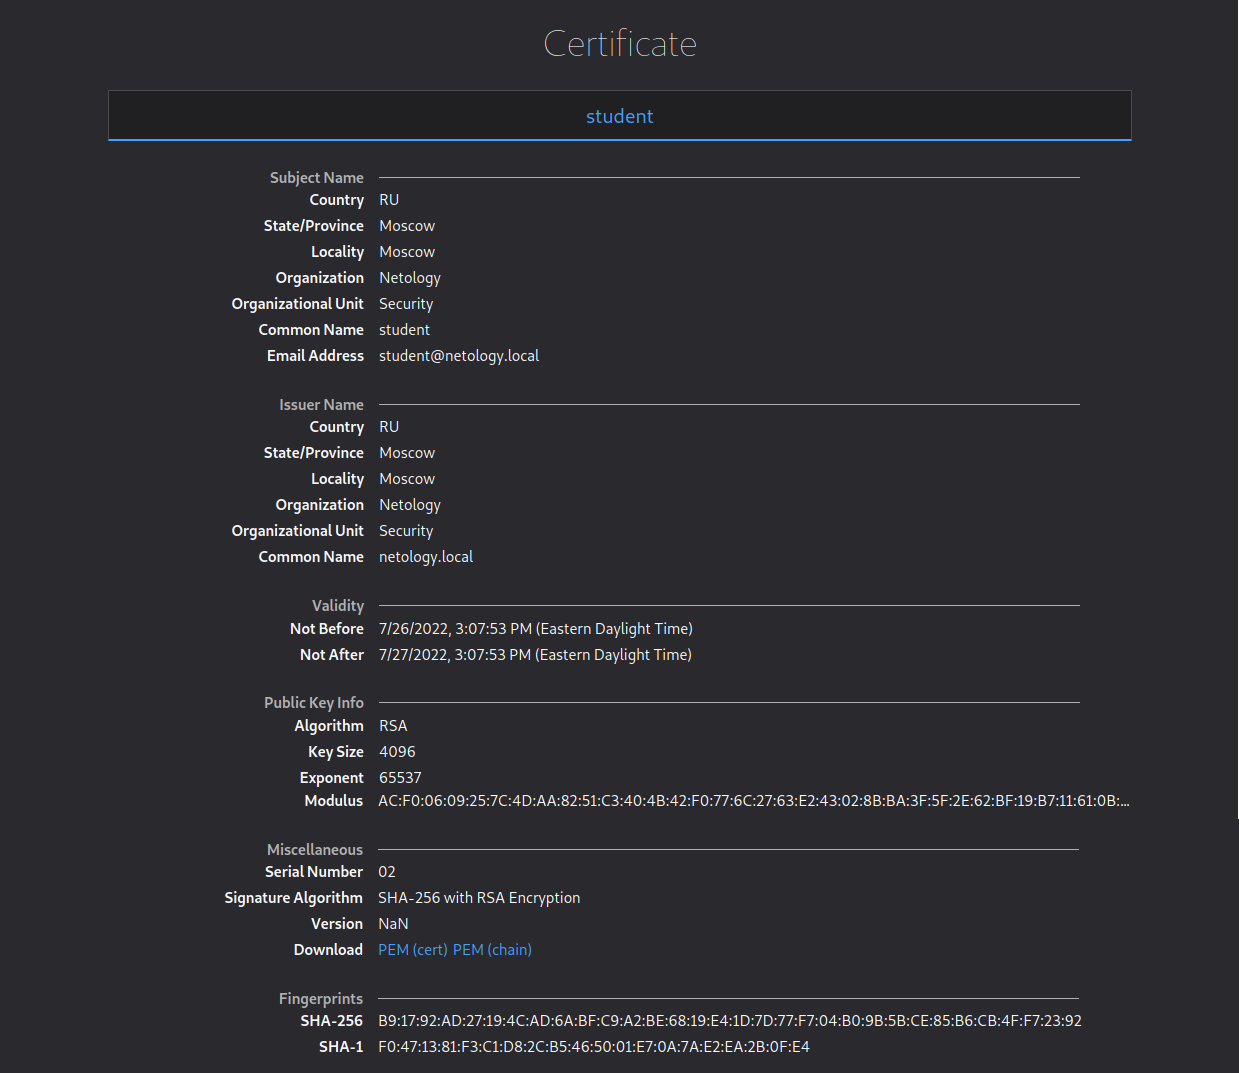 Certificate
student
Subject Name
Country RU
State/Province Moscow
Locality Moscow
Organization Netology
Organizational Unit Security
Common Name student
Email Address student@netology.local
Issuer Name
Country RU
State/Province Moscow
Locality Moscow
Organization Netology
Organizational Unit Security
Common Name netology.local
Validity
Not Before 7/26/2022, 3:07:53 PM (Eastern Daylight Time)
Not After 7/27/2022, 3:07:53 PM (Eastern Daylight Time)
Public Key Info
Algorithm RSA
Key Size 4096
Exponent 65537
Modulus AC:F0:06:09:25:7C:4D:AA:82:51:C3:40:4B:42:F0:77:6C:27:63:E2:43:02:8B:BA:3F:5F:2E:62:BF:19:B7:11:61:0B:...
Miscellaneous
Serial Number 02
Signature Algorithm SHA-256 with RSA Encryption
Version NaN
Download PEM (cert) PEM (chain)
Fingerprints
SHA-256 B9:17:92:AD:27:19:4C:AD:6A:BF:C9:A2:BE:68:19:E4:1D:7D:77:F7:04:B0:9B:5B:CE:85:B6:CB:4F:F7:23:92
SHA-1 F0:47:13:81:F3:C1:D8:2C:B5:46:50:01:E7:0A:7A:E2:EA:2B:0F:E4